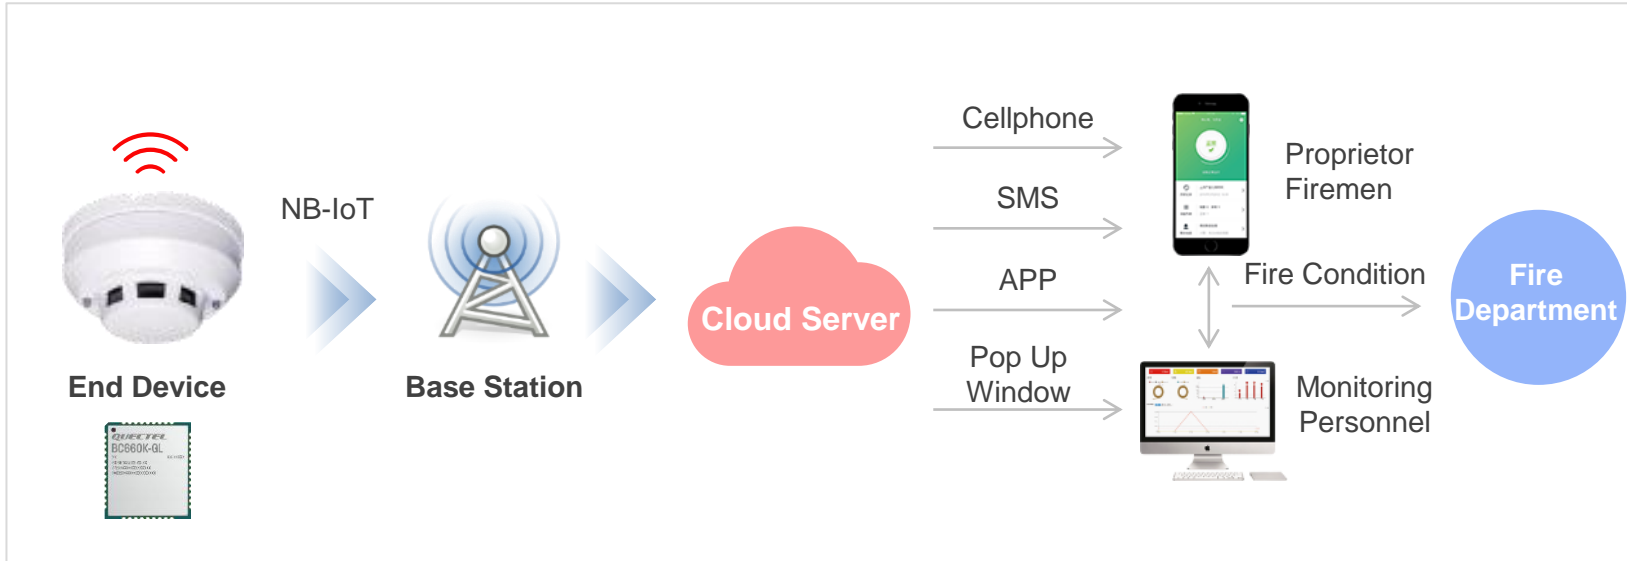 Cellphone
Proprietor
Firemen
NB-IoT
SMS
APP
Fire Condition
Fire
Department
Cloud Server
Pop Up
Window
End Device
Base Station
Monitoring
Personnel
QUECTEL
BC660K-GL